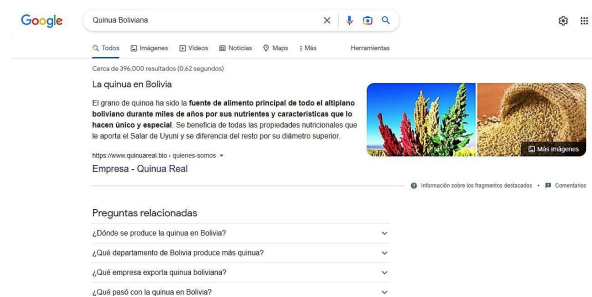 Google
Quinua Boliviana
Todos Imágenes Videos Noticias Maps Más Herramientas
Cerca de 396,000 resultados (0.62 segundos)
La quinua en Bolivia
El grano de quinoa ha sido la fuente de alimento principal de todo el altiplano
boliviano durante miles de años por sus nutrientes y características que lo
hacen único y especial. Se beneficia de todas las propiedades nutricionales que
le aporta el Salar de Uyuni y se diferencia del resto por su diámetro superior.
Más imágenes
https://www.quinuareal.bio › quienes-somos
Empresa - Quinua Real
Información sobre los fragmentos destacados • Comentarios
Preguntas relacionadas
¿Dónde se produce la quinua en Bolivia?
¿Qué departamento de Bolivia produce más quinua?
¿Qué empresa exporta quinua boliviana?
¿Qué pasó con la quinua en Bolivia?